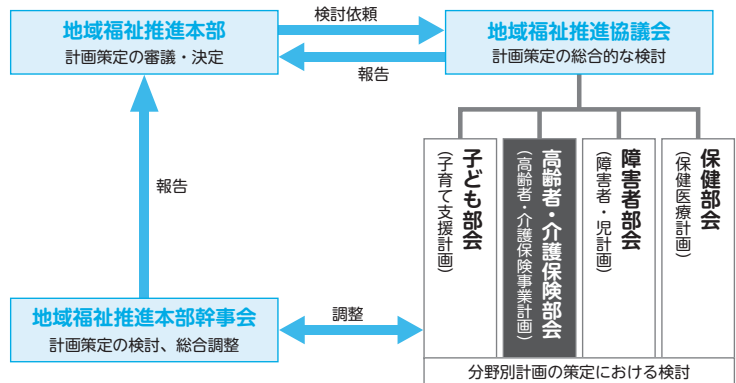 地域福祉推進本部
計画策定の審議・決定
検討依頼
報告
地域福祉推進協議会
計画策定の総合的な検討
報告
子ども部会
(子育て支援計画)
高齢者・介護保険部会
(高齢者・介護保険事業計画)
障害者部会
(障害者・児計画)
保健部会
(保健医療計画)
地域福祉推進本部幹事会
計画策定の検討、総合調整
調整
分野別計画の策定における検討